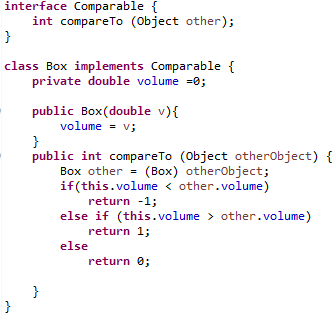 interface Comparable {
    int compareTo (Object other);
}

class Box implements Comparable {
    private double volume =0;

    public Box(double v){
        volume = v;
    }
    public int compareTo (Object otherObject) {
        Box other = (Box) otherObject;
        if(this.volume < other.volume)
            return -1;
        else if (this.volume > other.volume)
            return 1;
        else
            return 0;

    }
}